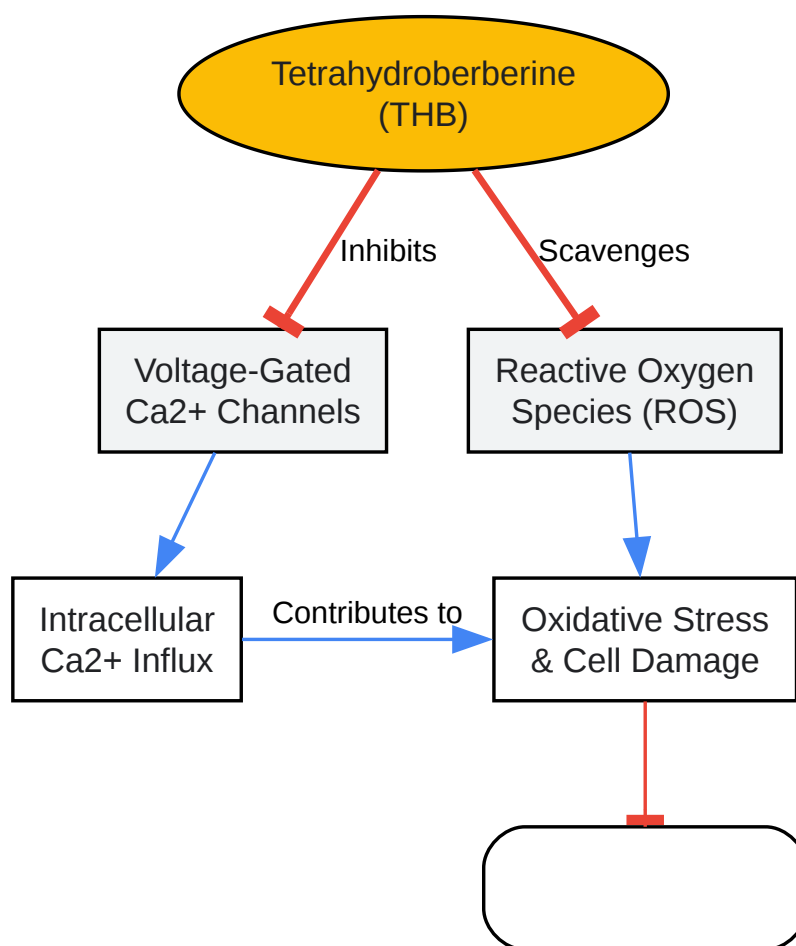 Tetrahydroberberine
(THB)
Inhibits
Scavenges
Voltage-Gated
Ca2+ Channels
Reactive Oxygen
Species (ROS)
Intracellular
Ca2+ Influx
Contributes to
Oxidative Stress
& Cell Damage